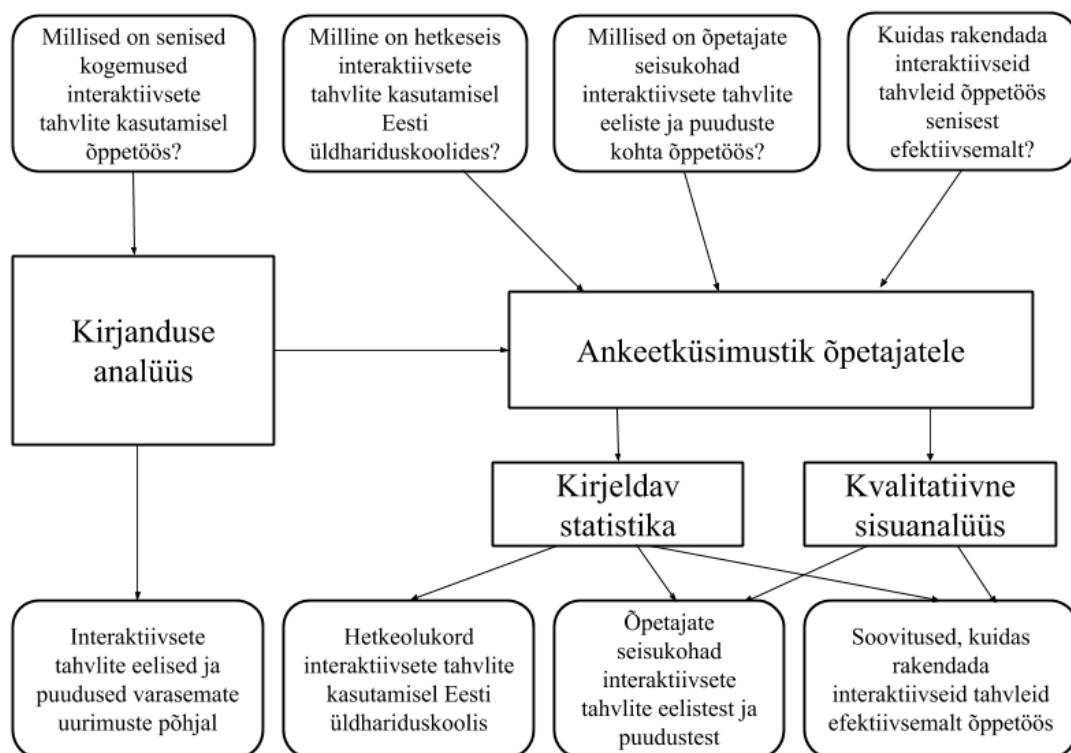 Millised on senised
kogemused
interaktiivsete
tahvlite kasutamisel
õppetöös?
Milline on hetkeseis
interaktiivsete
tahvlite kasutamisel
Eesti
üldhariduskoolides?
Millised on õpetajate
seisukohad
interaktiivsete tahvlite
eeliste ja puuduste
kohta õppetöös?
Kuidas rakendada
interaktiivseid
tahvleid õppetöös
senisest
efektiivsemalt?
Kirjanduse
analüüs
Ankeetküsimustik õpetajatele
Kirjeldav
statistika
Kvalitatiivne
sisuanalüüs
Interaktiivsete
tahvlite eelised ja
puudused varasemate
uurimuste põhjal
Hetkeolukord
interaktiivsete tahvlite
kasutamisel Eesti
üldhariduskoolis
Õpetajate
seisukohad
interaktiivsete
tahvlite eelistest ja
puudustest
Soovitused, kuidas
rakendada
interaktiivseid tahvleid
efektiivsemalt õppetöös